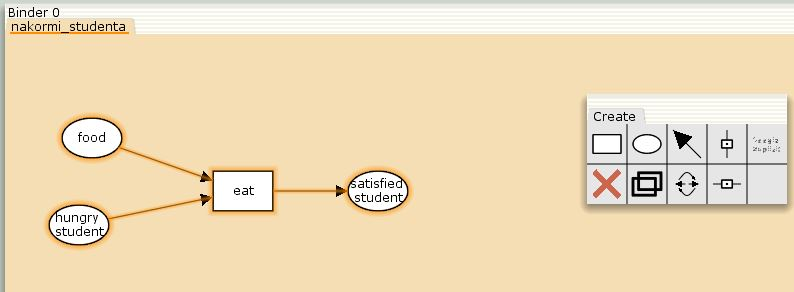 Binder 0
nakormi_studenta
food
hungry
student
eat
satisfied
student
Create